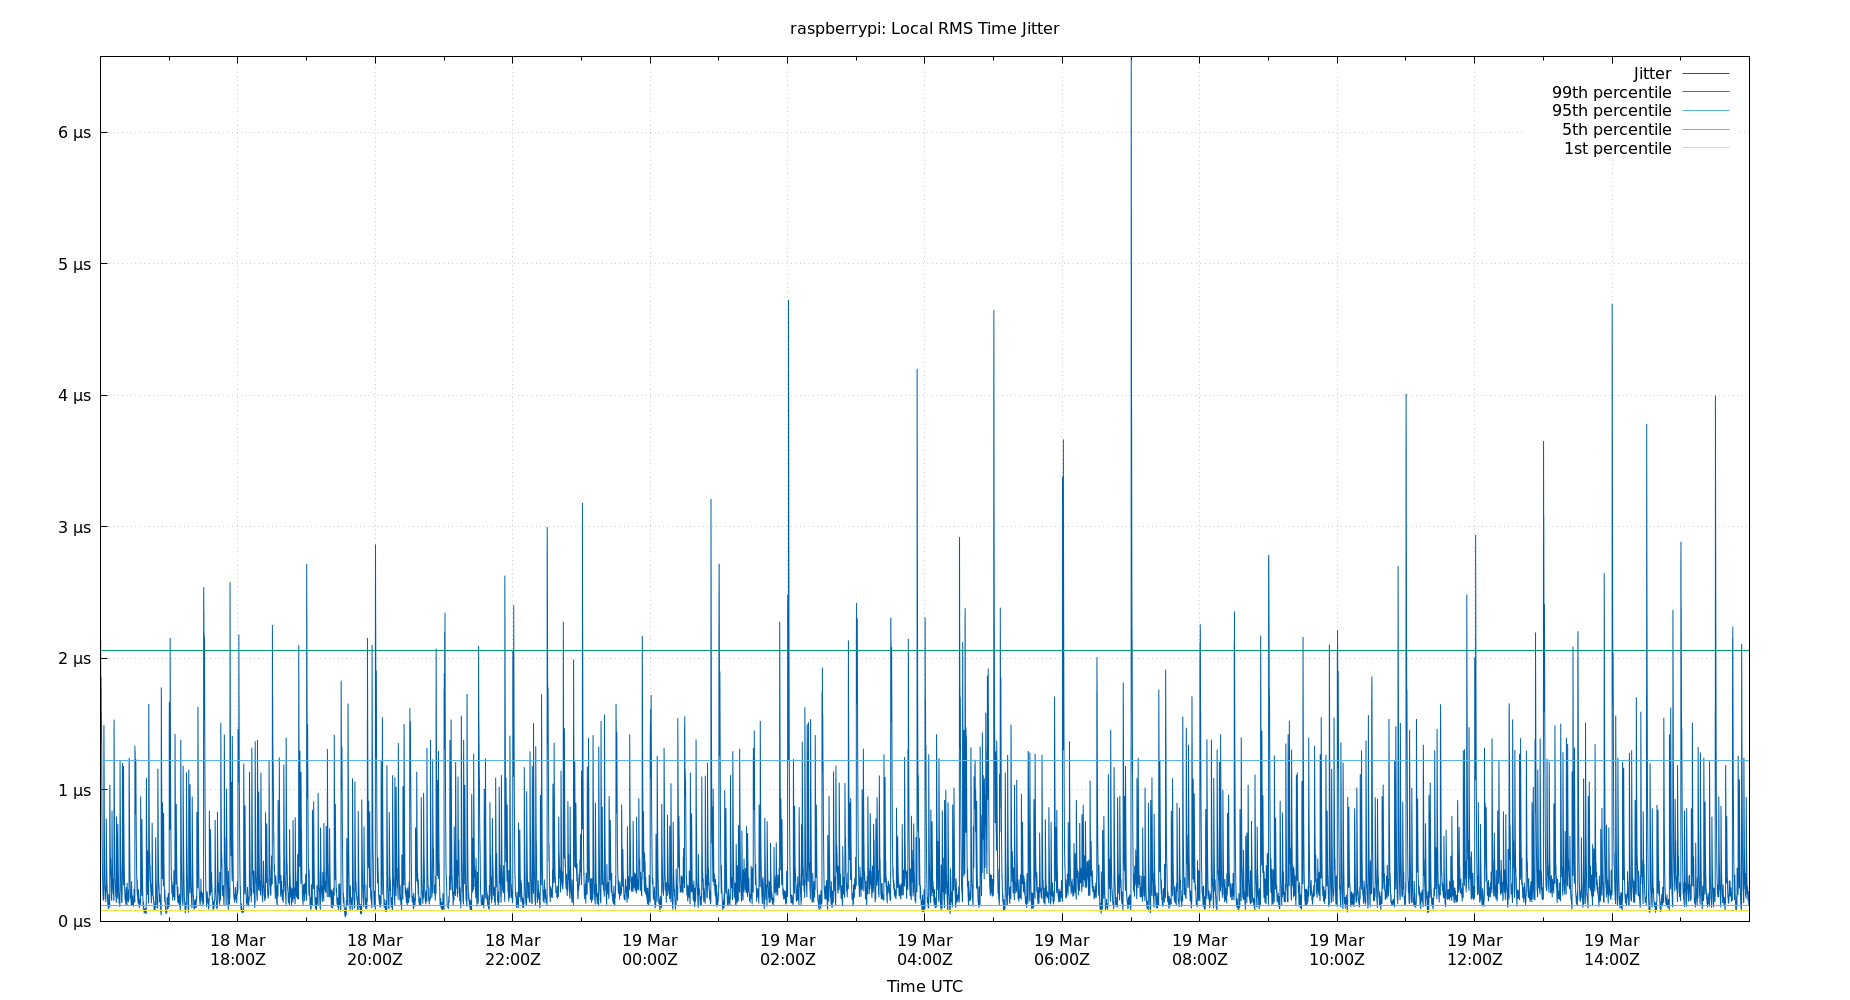 raspberrypi: Local RMS Time Jitter
Jitter
99th percentile
95th percentile
5th percentile
1st percentile
6 µs
5 µs
4 µs
3 µs
2 µs
1 µs
0 µs
18 Mar 18 Mar 18 Mar 19 Mar 19 Mar 19 Mar 19 Mar 19 Mar 19 Mar 19 Mar 19 Mar
18:00Z 20:00Z 22:00Z 00:00Z 02:00Z 04:00Z 06:00Z 08:00Z 10:00Z 12:00Z 14:00Z
Time UTC